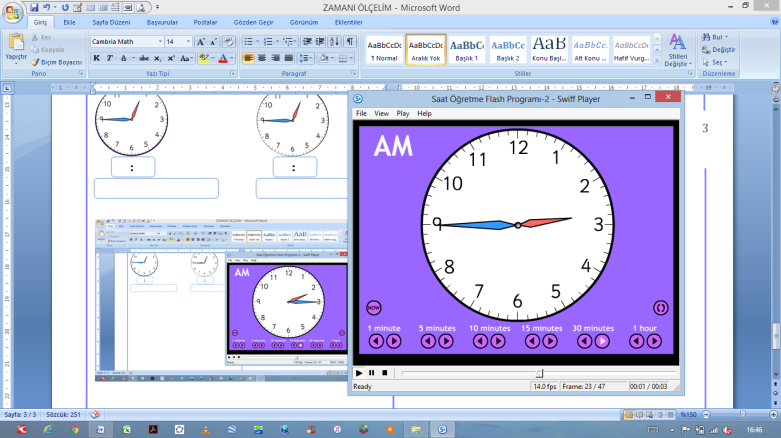 ZAMANI ÖLÇELİM - Microsoft Word
Giriş Ekle Sayfa Düzeni Başvurular Postalar Gözden Geçir Görünüm Eklentiler
Yapıştır
Kes
Kopyala
Biçim Boyacısı
Pano
Cambria Math 14
K T A
Yazı Tipi
Paragraf
AaBbCcDc AaBbCcDc AaBbC AaBbCc AaB AaBbCc. AaBbCcDc
¶ Normal Aralık Yok Başlık 1 Başlık 2 Konu Başl... Alt Konu ... Hafif Vurg...
Stiller
Stilleri Değiştir
Bul
Değiştir
Seç
Düzenleme
3
:
:
Saat Öğretme Flash Programı-2 - Swiff Player
File View Play Help
AM
12
1
2
3
4
5
6
7
8
9
10
11
NOW
1 minute 5 minutes 10 minutes 15 minutes 30 minutes 1 hour
Ready 14.0 fps Frame: 23 / 47 00:01 / 00:03
AM
Sayfa: 3 / 3 Sözcük: 251
%150
16:46